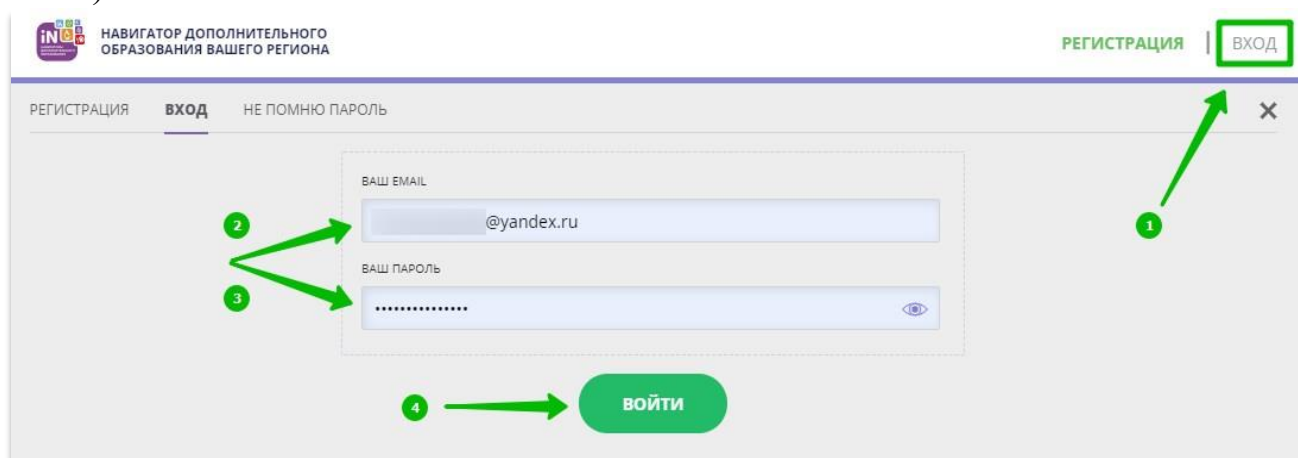 НАВИГАТОР ДОПОЛНИТЕЛЬНОГО
ОБРАЗОВАНИЯ ВАШЕГО РЕГИОНА
РЕГИСТРАЦИЯ | ВХОД
РЕГИСТРАЦИЯ ВХОД НЕ ПОМНЮ ПАРОЛЬ
ВАШ EMAIL
@yandex.ru
2
1
ВАШ ПАРОЛЬ
3
•••••••••••••••
4
ВОЙТИ